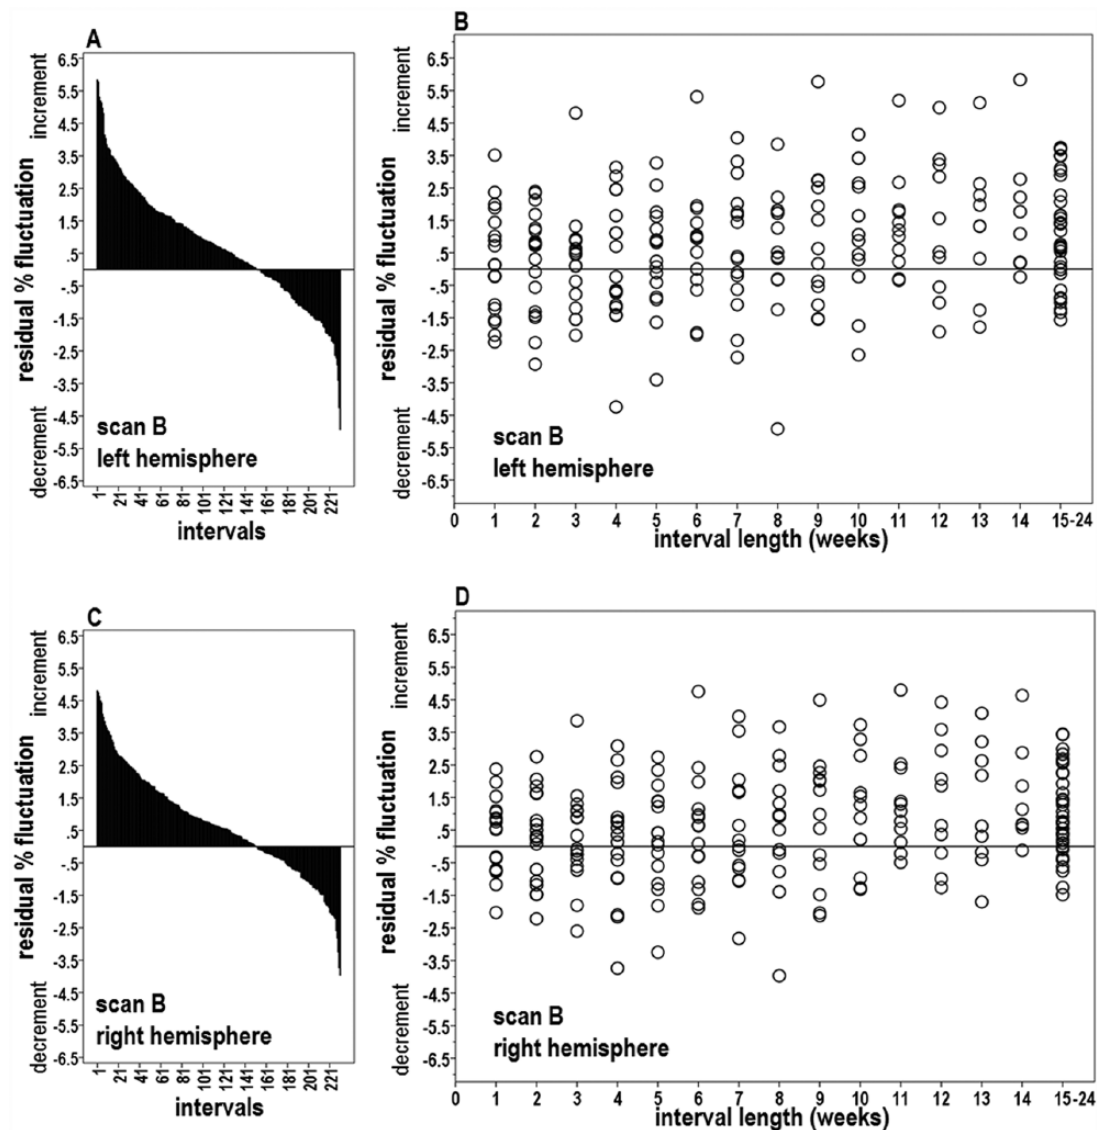 A
increment
decrement
residual % fluctuation
6.5
5.5
4.5
3.5
2.5
1.5
.5
-.5
-1.5
-2.5
-3.5
-4.5
-5.5
-6.5
scan B
left hemisphere
1 21 41 61 81 101 121 141 161 181 201 221
intervals
B
increment
decrement
residual % fluctuation
6.5
5.5
4.5
3.5
2.5
1.5
.5
-.5
-1.5
-2.5
-3.5
-4.5
-5.5
-6.5
scan B
left hemisphere
0 1 2 3 4 5 6 7 8 9 10 11 12 13 14 15-24
interval length (weeks)
C
increment
decrement
residual % fluctuation
6.5
5.5
4.5
3.5
2.5
1.5
.5
-.5
-1.5
-2.5
-3.5
-4.5
-5.5
-6.5
scan B
right hemisphere
1 21 41 61 81 101 121 141 161 181 201 221
intervals
D
increment
decrement
residual % fluctuation
6.5
5.5
4.5
3.5
2.5
1.5
.5
-.5
-1.5
-2.5
-3.5
-4.5
-5.5
-6.5
scan B
right hemisphere
0 1 2 3 4 5 6 7 8 9 10 11 12 13 14 15-24
interval length (weeks)